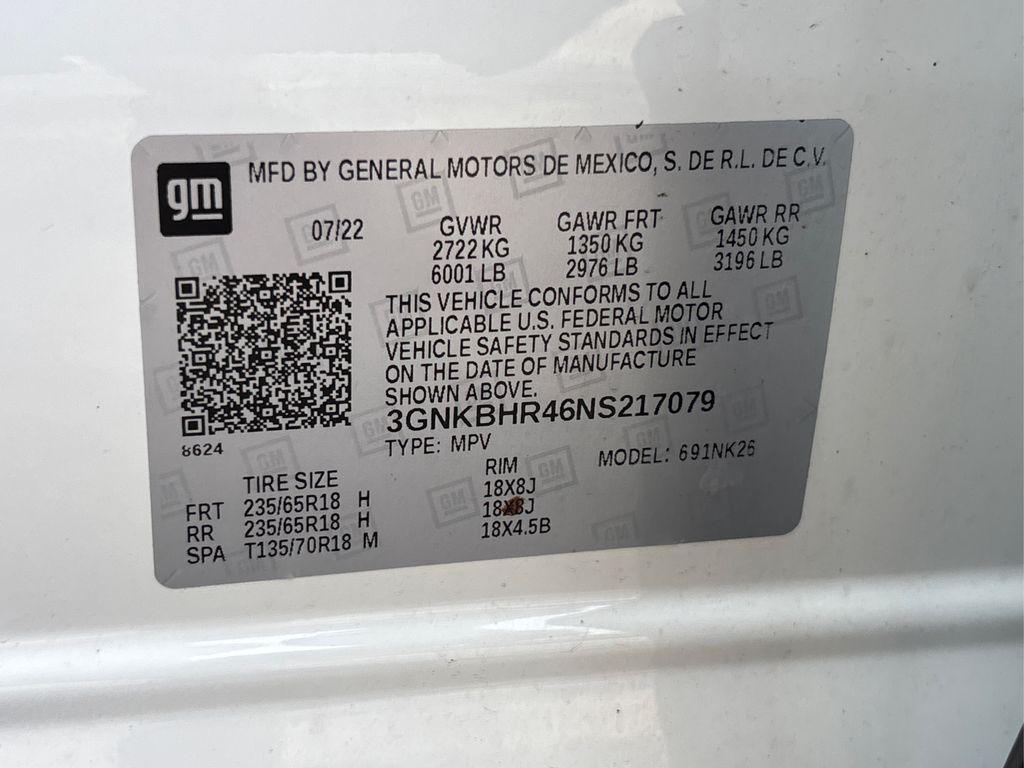 gm
MFD BY GENERAL MOTORS DE MEXICO, S. DE R.L. DE C.V.
07/22 GVWR GAWR FRT GAWR RR
2722 KG 1350 KG 1450 KG
6001 LB 2976 LB 3196 LB
THIS VEHICLE CONFORMS TO ALL
APPLICABLE U.S. FEDERAL MOTOR
VEHICLE SAFETY STANDARDS IN EFFECT
ON THE DATE OF MANUFACTURE
SHOWN ABOVE.
3GNKBHR46NS217079
8624 TYPE: MPV MODEL: 691NK26
TIRE SIZE RIM
FRT 235/65R18 H 18X8J
RR 235/65R18 H 18X8J
SPA T135/70R18 M 18X4.5B